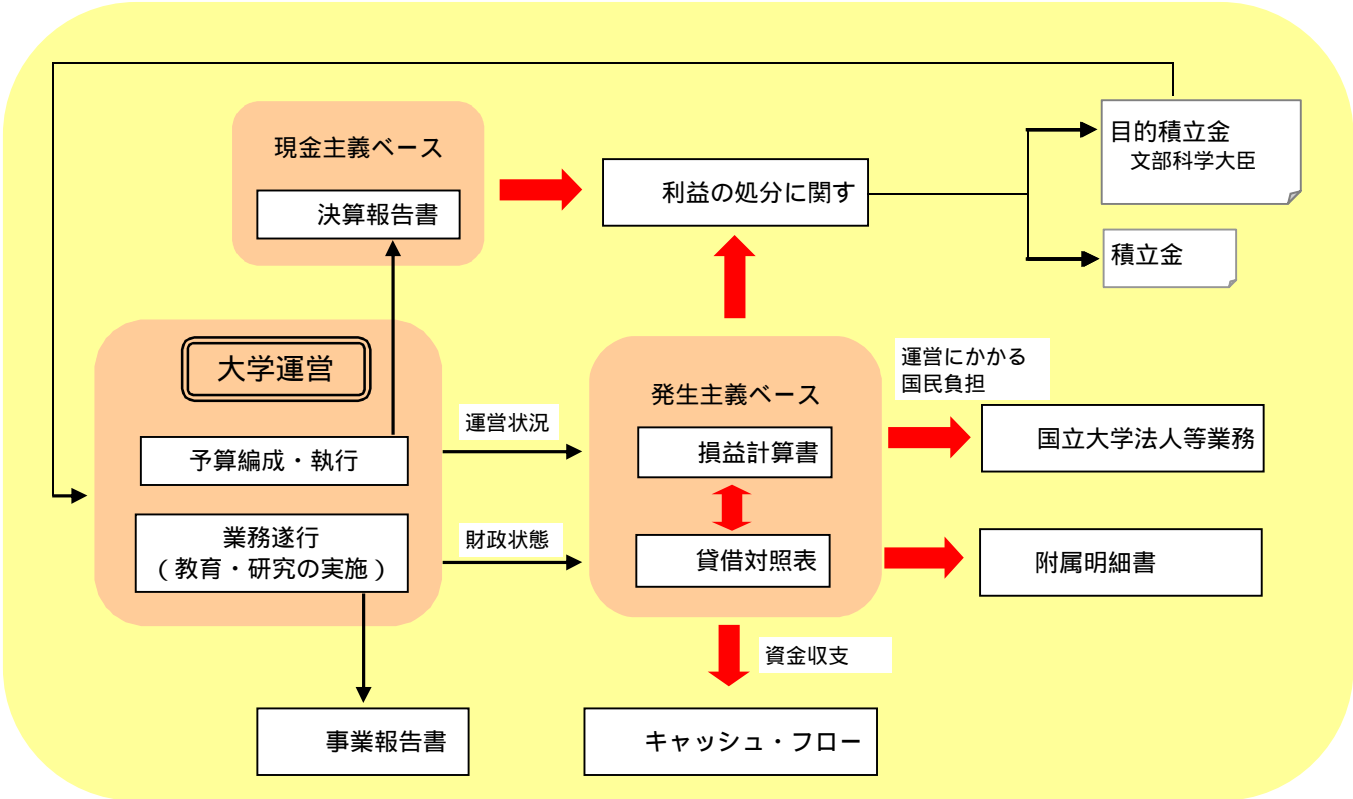 現金主義ベース
決算報告書
利益の処分に関す
目的積立金
文部科学大臣
積立金
大学運営
予算編成・執行
業務遂行
(教育・研究の実施)
運営状況
財政状態
発生主義ベース
損益計算書
貸借対照表
運営にかかる
国民負担
国立大学法人等業務
附属明細書
資金収支
事業報告書
キャッシュ・フロー